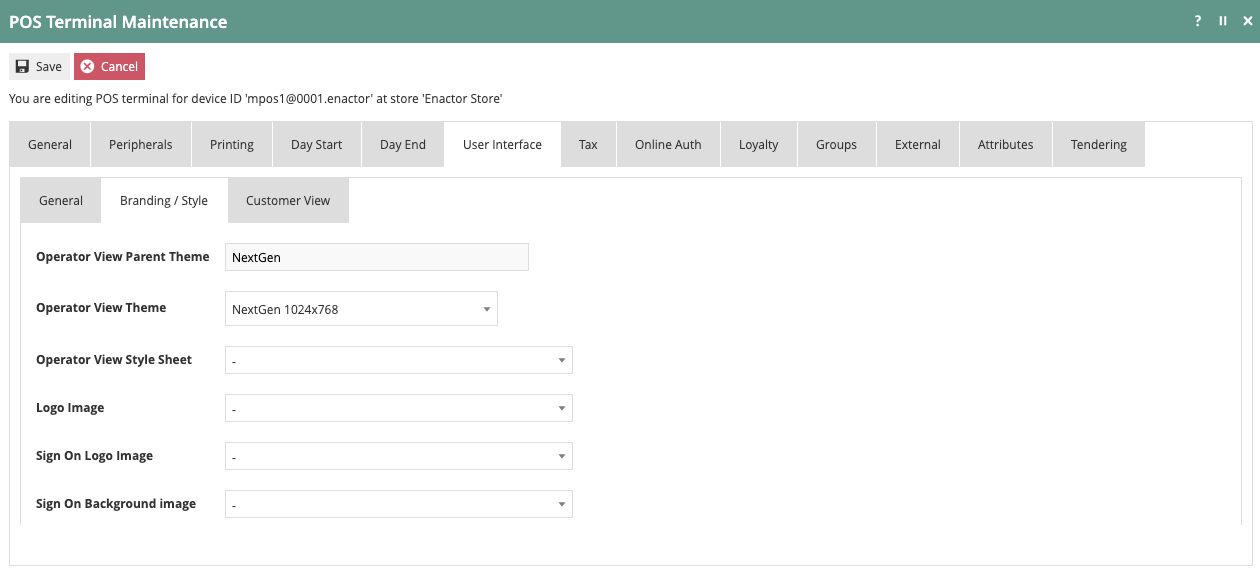 POS Terminal Maintenance ?
Save Cancel
You are editing POS terminal for device ID 'mpos1@0001.enactor' at store 'Enactor Store'
General Peripherals Printing Day Start Day End User Interface Tax Online Auth Loyalty Groups External Attributes Tendering
General Branding / Style Customer View
Operator View Parent Theme NextGen
Operator View Theme NextGen 1024x768
Operator View Style Sheet -
Logo Image -
Sign On Logo Image -
Sign On Background image -